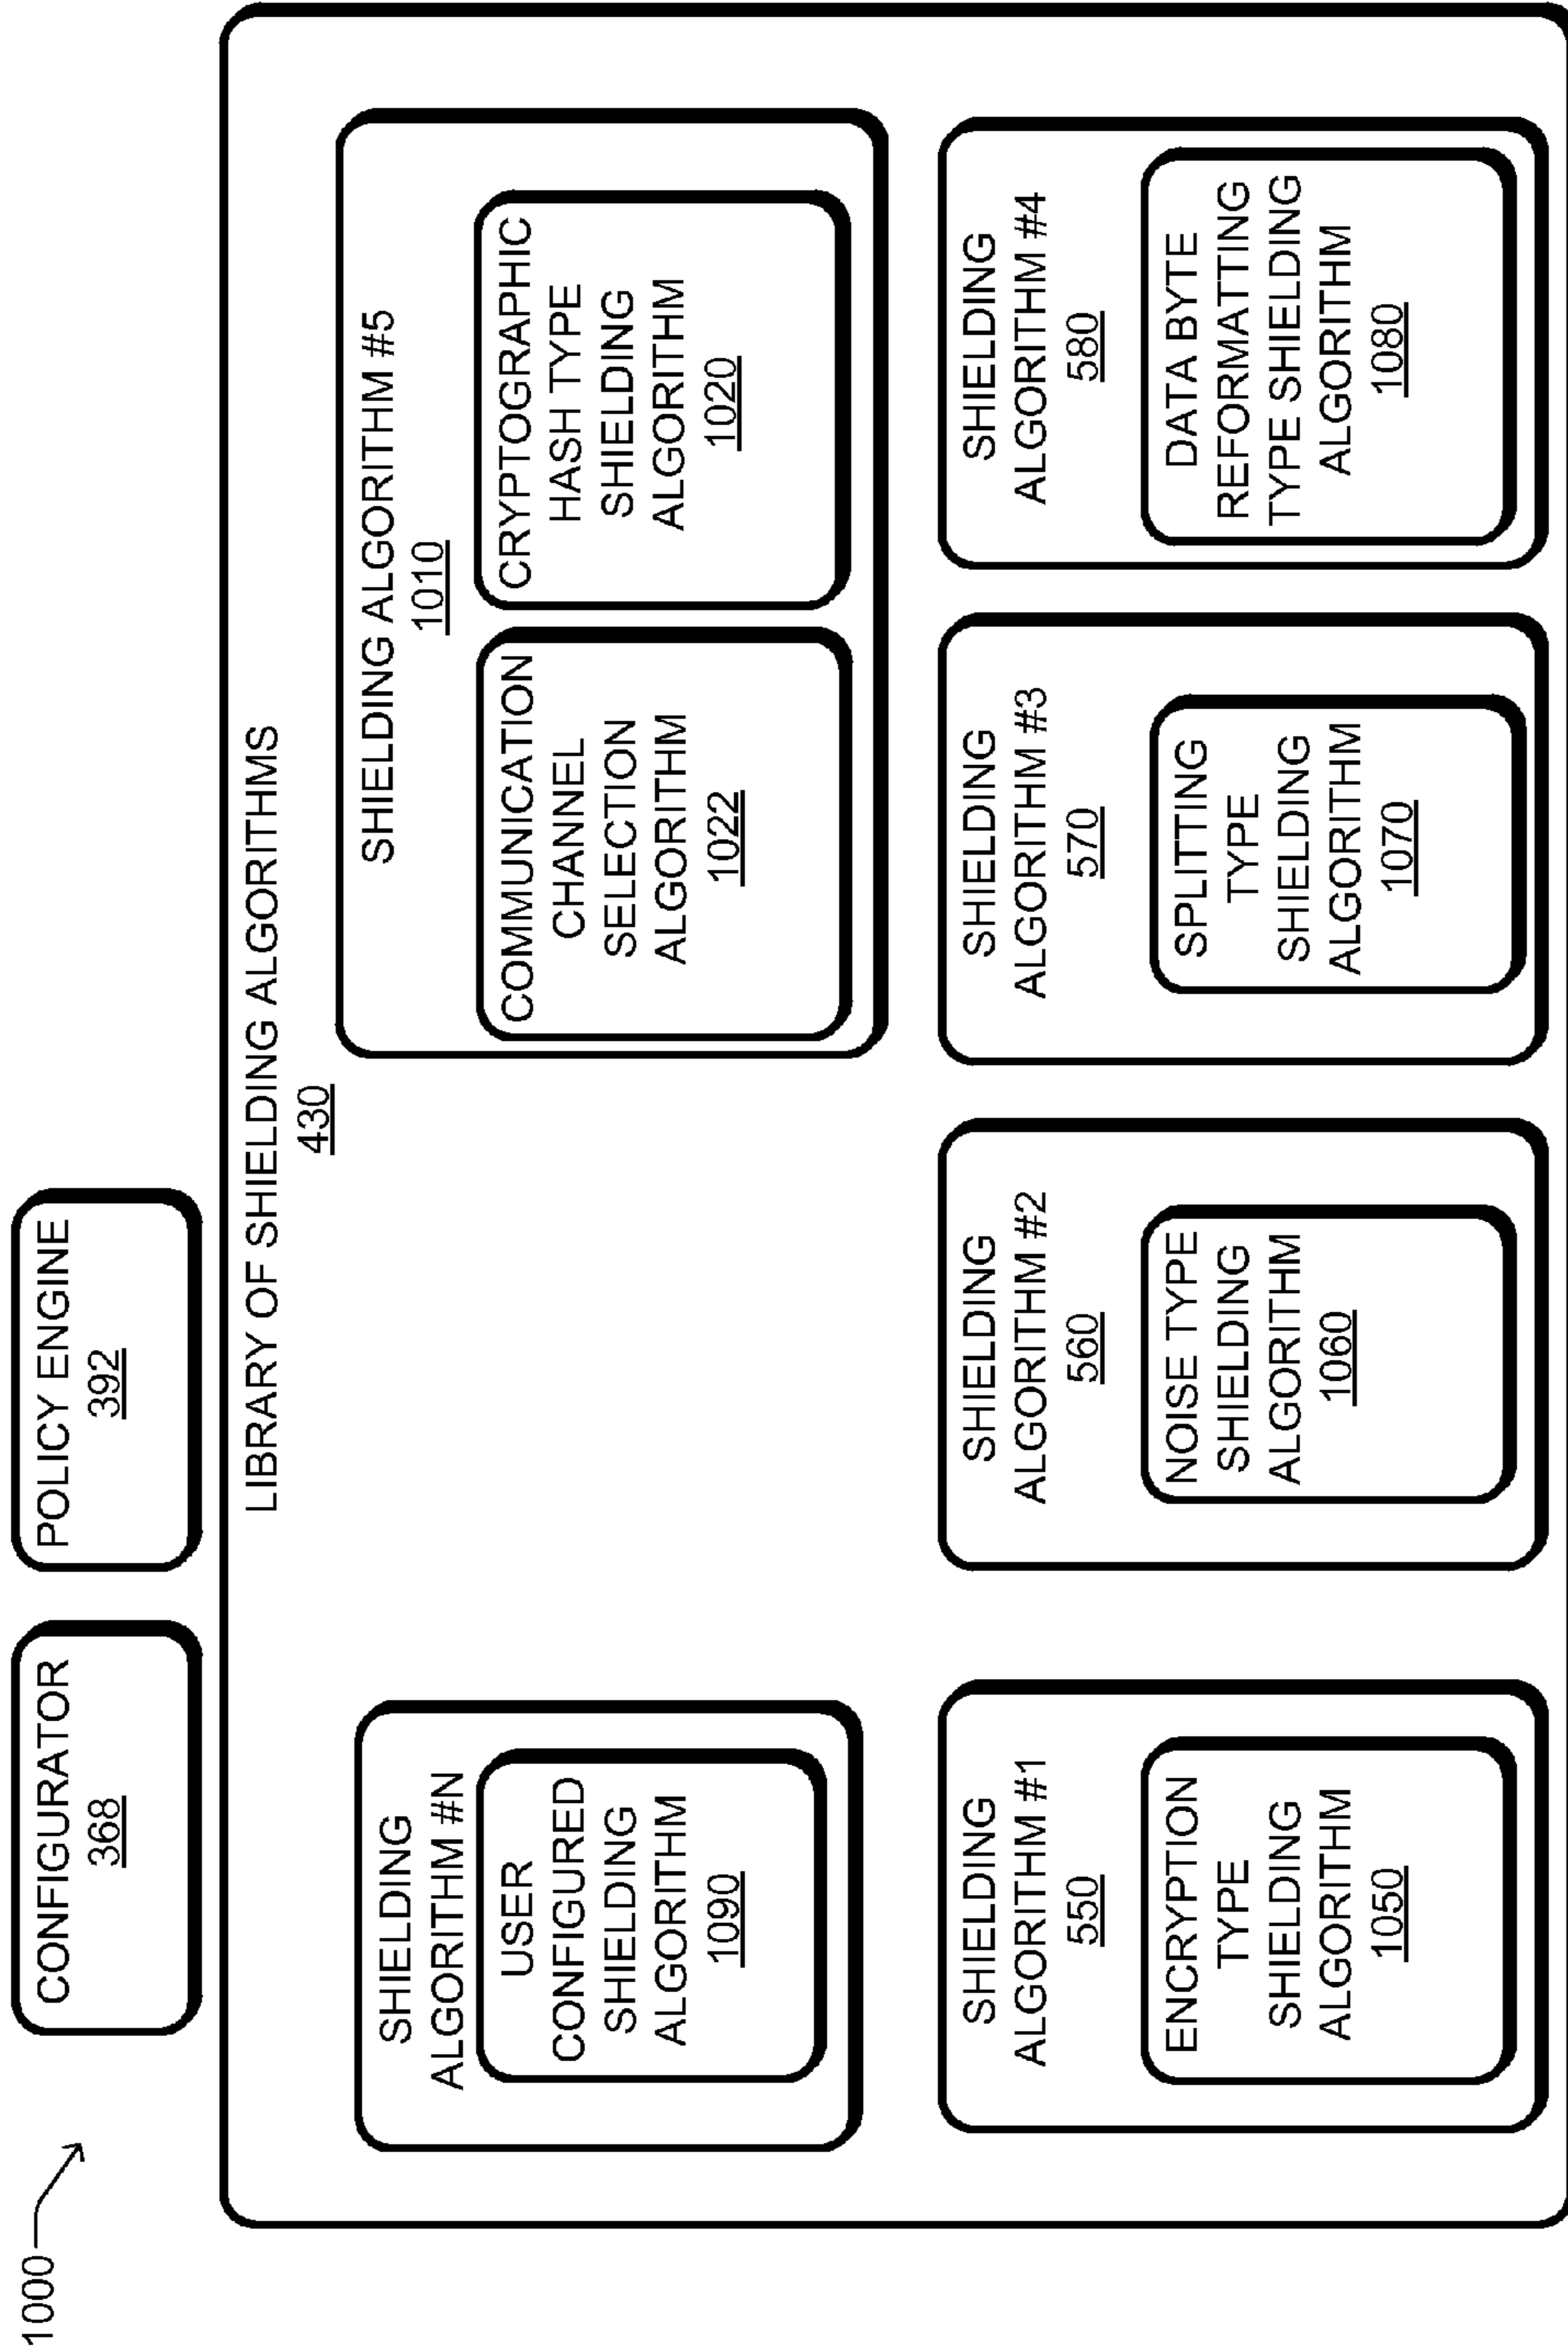 1000
CONFIGURATOR
368
POLICY ENGINE
392
LIBRARY OF SHIELDING ALGORITHMS
430
SHIELDING
ALGORITHM #N
USER
CONFIGURED
SHIELDING
ALGORITHM
1090
SHIELDING ALGORITHM #5
1010
COMMUNICATION
CHANNEL
SELECTION
ALGORITHM
1022
CRYPTOGRAPHIC
HASH TYPE
SHIELDING
ALGORITHM
1020
SHIELDING
ALGORITHM #1
550
ENCRYPTION
TYPE
SHIELDING
ALGORITHM
1050
SHIELDING
ALGORITHM #2
560
NOISE TYPE
SHIELDING
ALGORITHM
1060
SHIELDING
ALGORITHM #3
570
SPLITTING
TYPE
SHIELDING
ALGORITHM
1070
SHIELDING
ALGORITHM #4
580
DATA BYTE
REFORMATTING
TYPE SHIELDING
ALGORITHM
1080